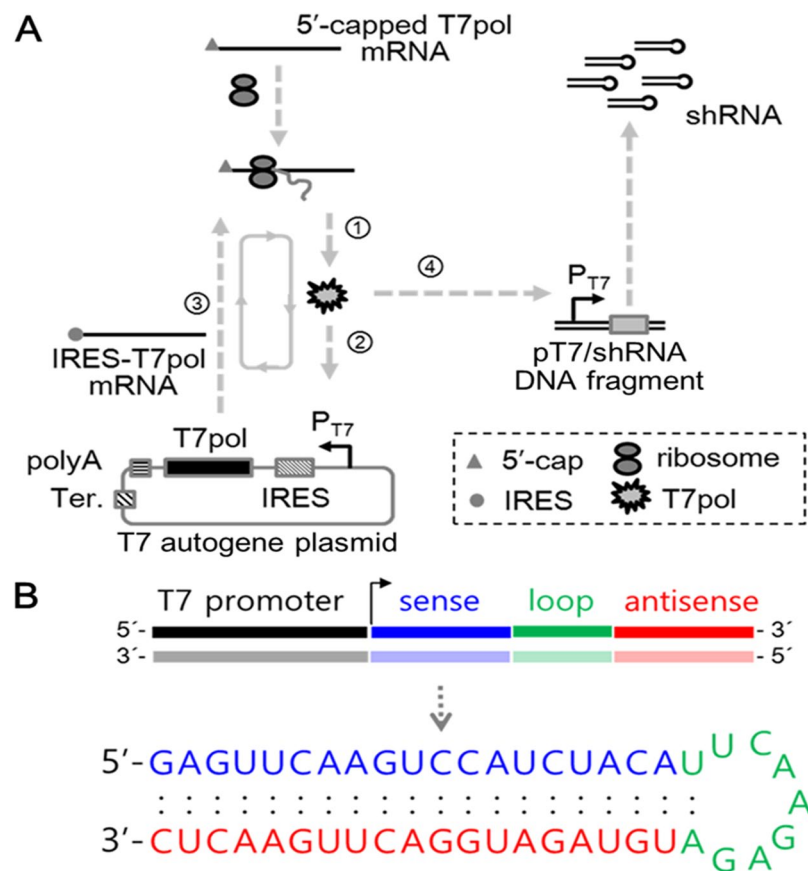 A
5′-capped T7pol
mRNA
shRNA
①
④
PT7
③
②
IRES-T7pol
mRNA
pT7/shRNA
DNA fragment
T7pol
PT7
polyA
Ter.
IRES
T7 autogene plasmid
5′-cap
ribosome
IRES
T7pol
B
T7 promoter
sense
loop
antisense
5′-
-3′
3′-
-5′
5′-GAGUUCAAGUCCAUCUACAUUCAAGAGA
3′-CUCAAGUUCAGGUAGAUGU